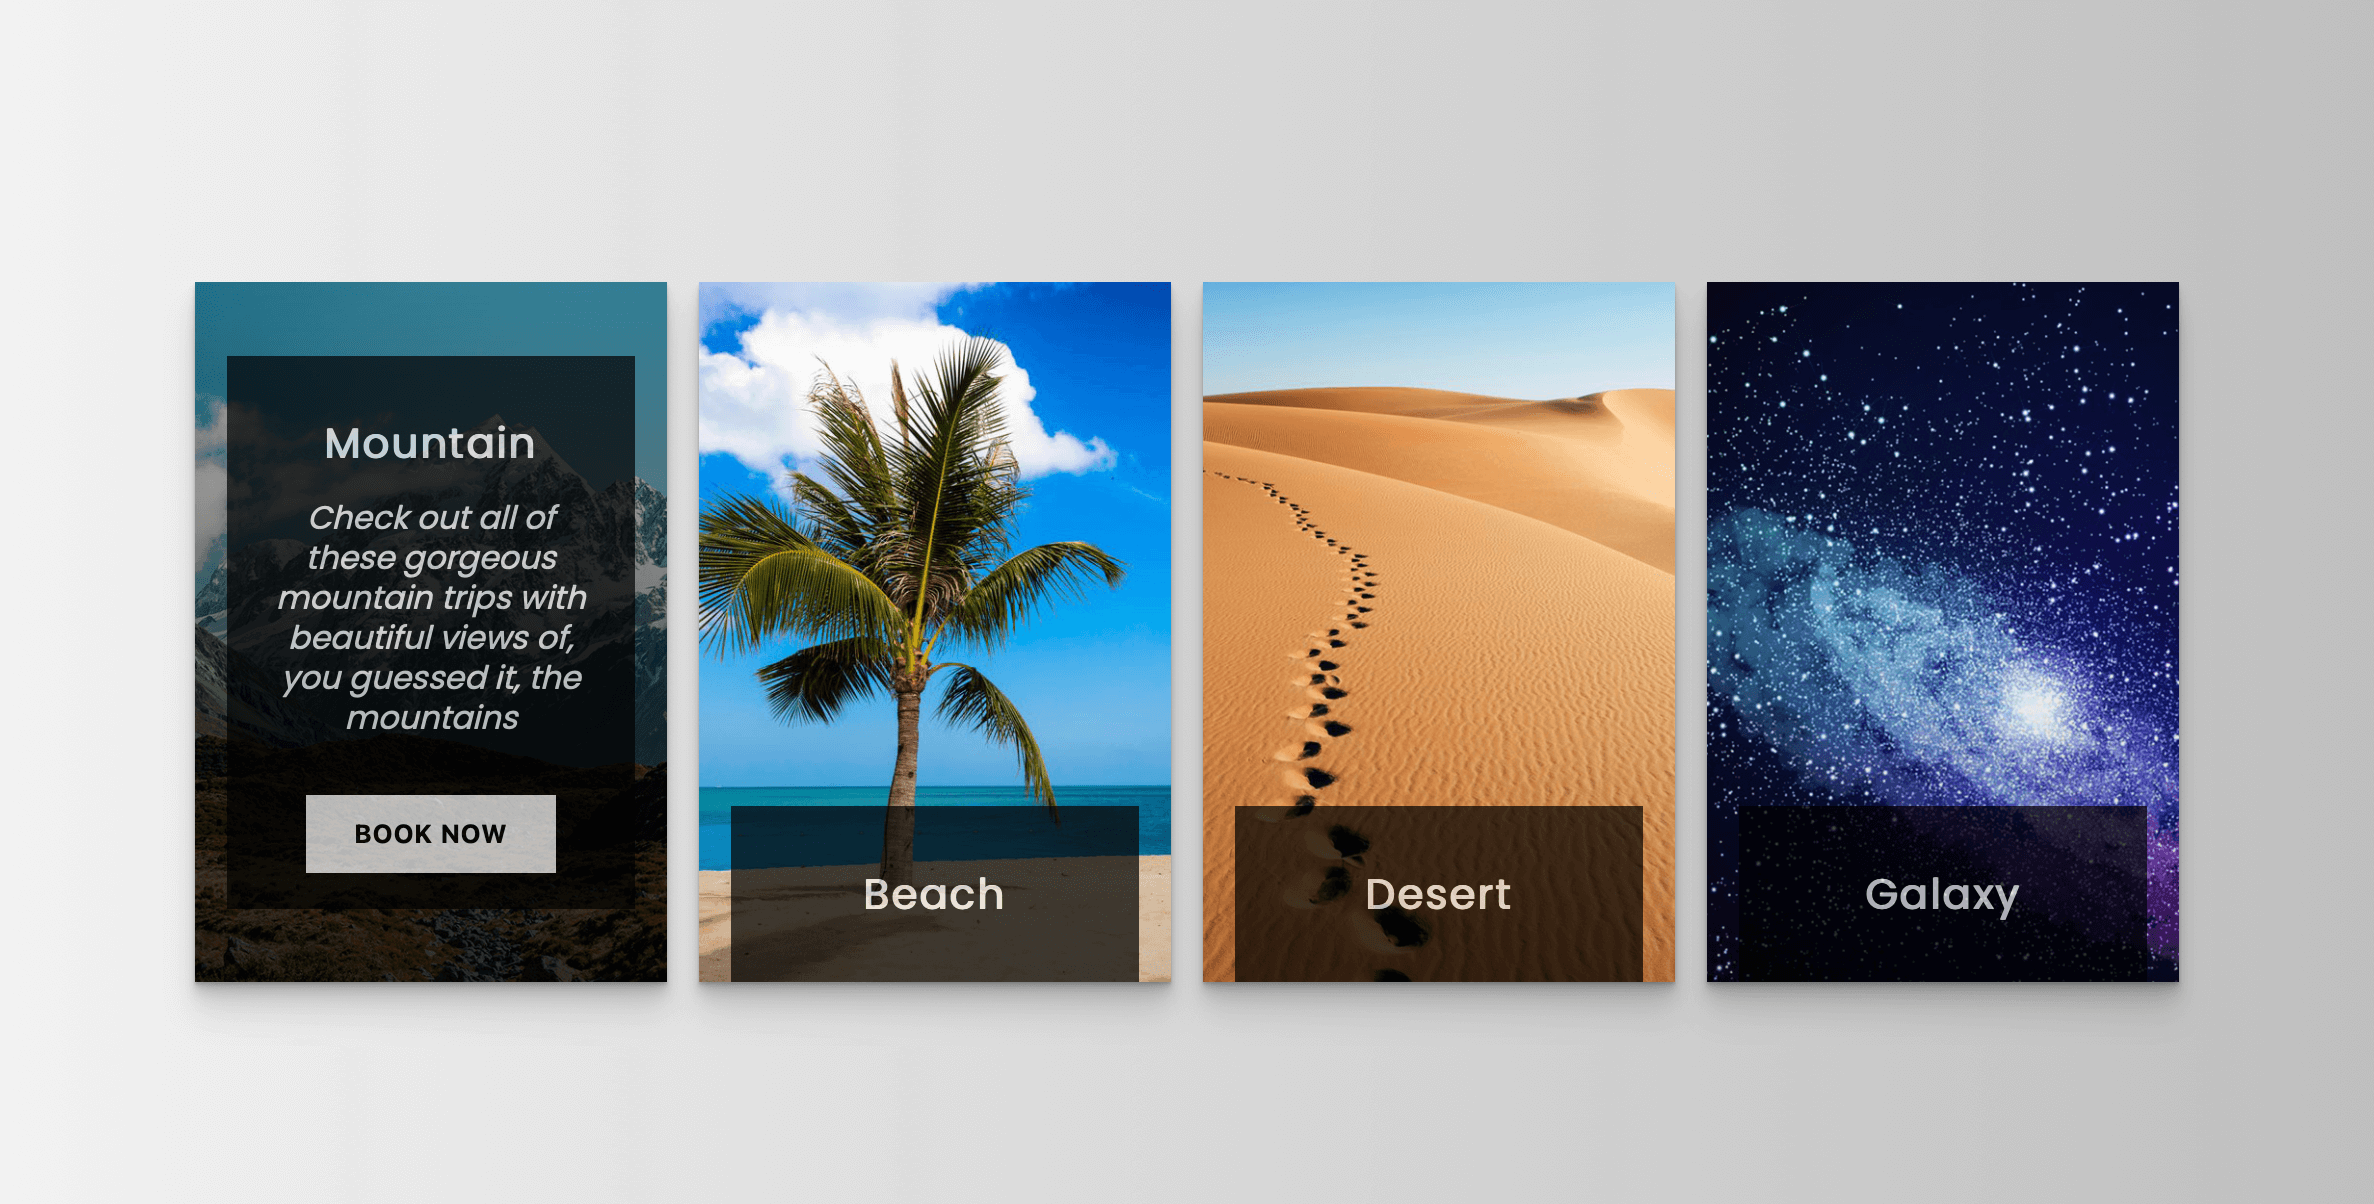 Mountain
Check out all of
these gorgeous
mountain trips with
beautiful views of,
you guessed it, the
mountains
BOOK NOW
Beach
Desert
Galaxy